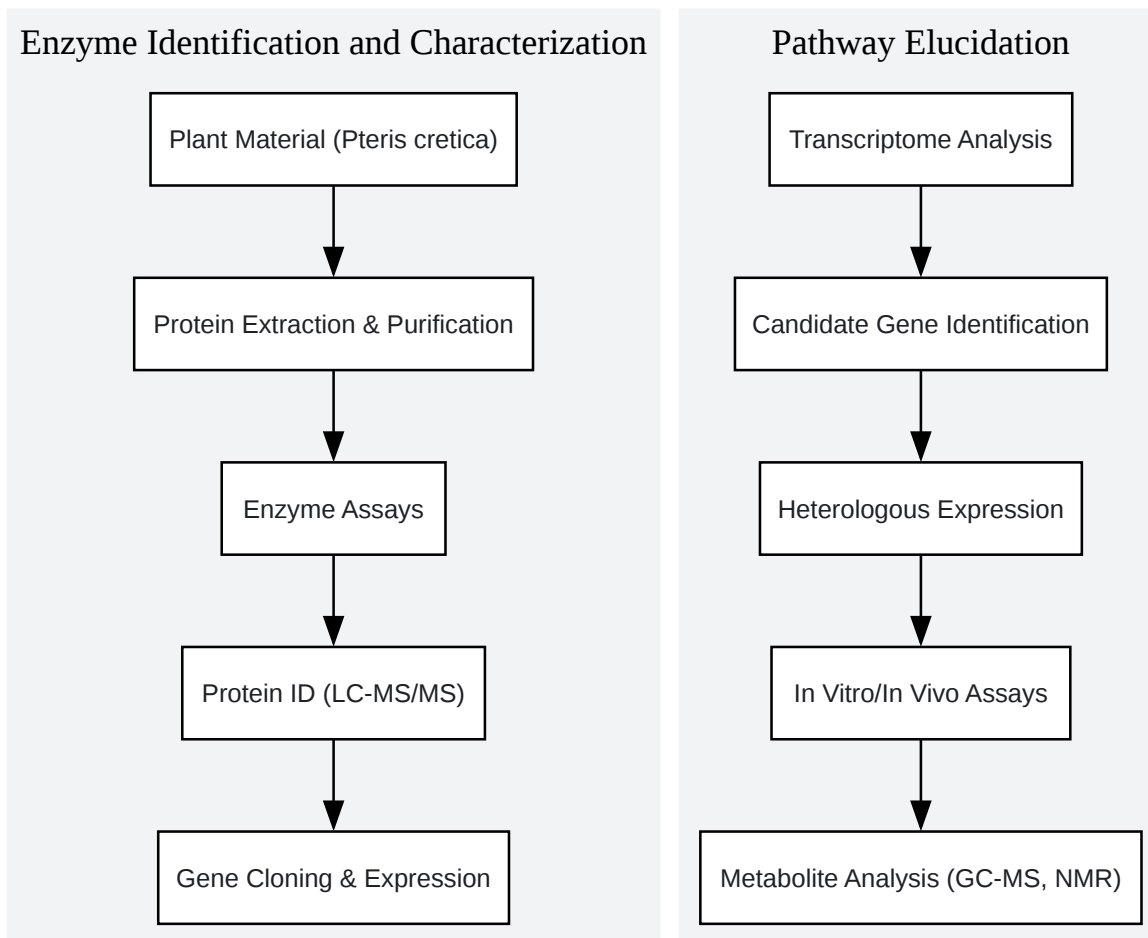 Enzyme Identification and Characterization
Plant Material (Pteris cretica)
Protein Extraction & Purification
Enzyme Assays
Protein ID (LC-MS/MS)
Gene Cloning & Expression
Pathway Elucidation
Transcriptome Analysis
Candidate Gene Identification
Heterologous Expression
In Vitro/In Vivo Assays
Metabolite Analysis (GC-MS, NMR)